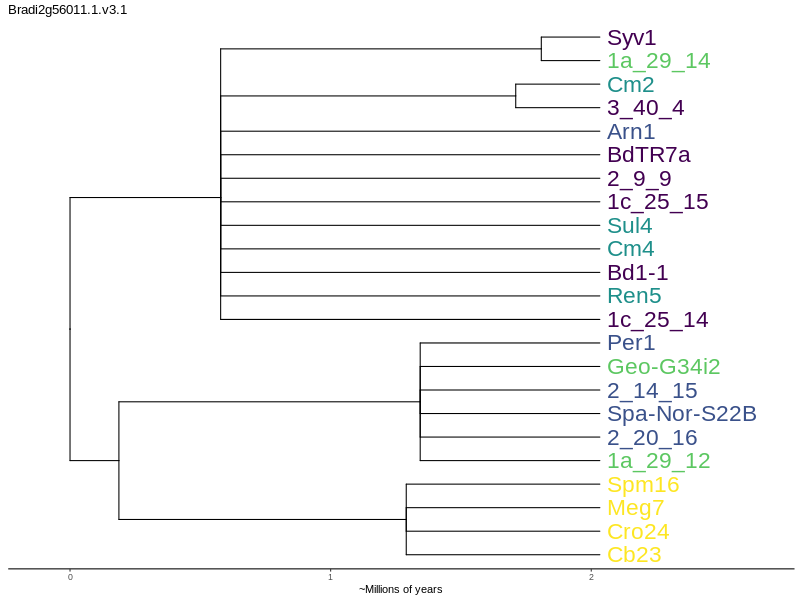 Bradi2g56011.1.v3.1
Syv1
1a_29_14
Cm2
3_40_4
Arn1
BdTR7a
2_9_9
1c_25_15
Sul4
Cm4
Bd1-1
Ren5
1c_25_14
Per1
Geo-G34i2
2_14_15
Spa-Nor-S22B
2_20_16
1a_29_12
Spm16
Meg7
Cro24
Cb23
0 1 2
~Millions of years